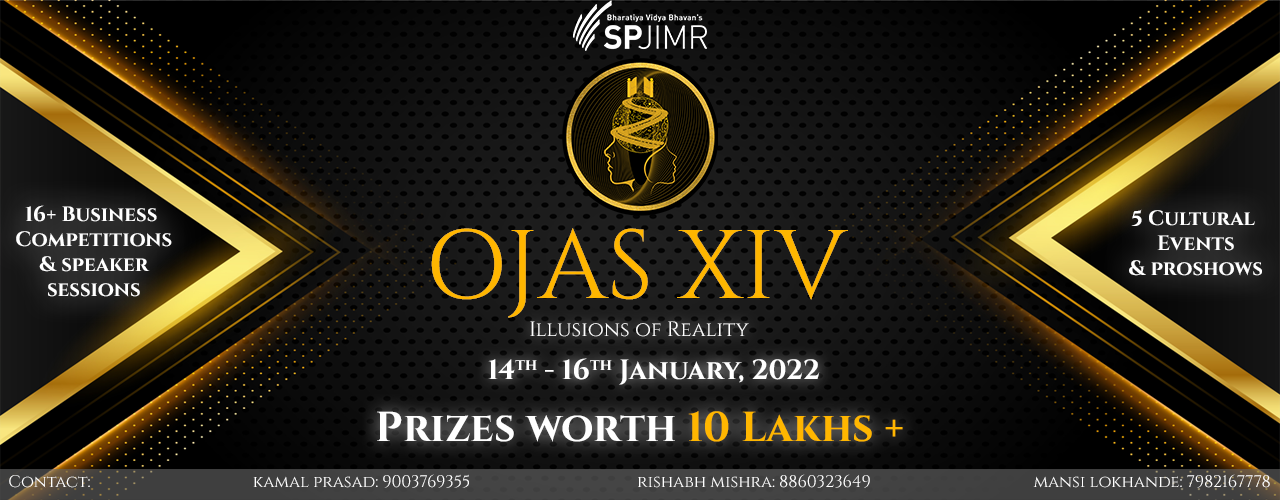 Bharatiya Vidya Bhavan's
SPJIMR
16+ Business
Competitions
& speaker
sessions
5 Cultural
Events
& proshows
OJAS XIV
Illusions of Reality
14TH - 16TH January, 2022
Prizes worth 10 Lakhs +
Contact:
kamal prasad: 9003769355
rishabh mishra: 8860323649
mansi lokhande: 7982167778